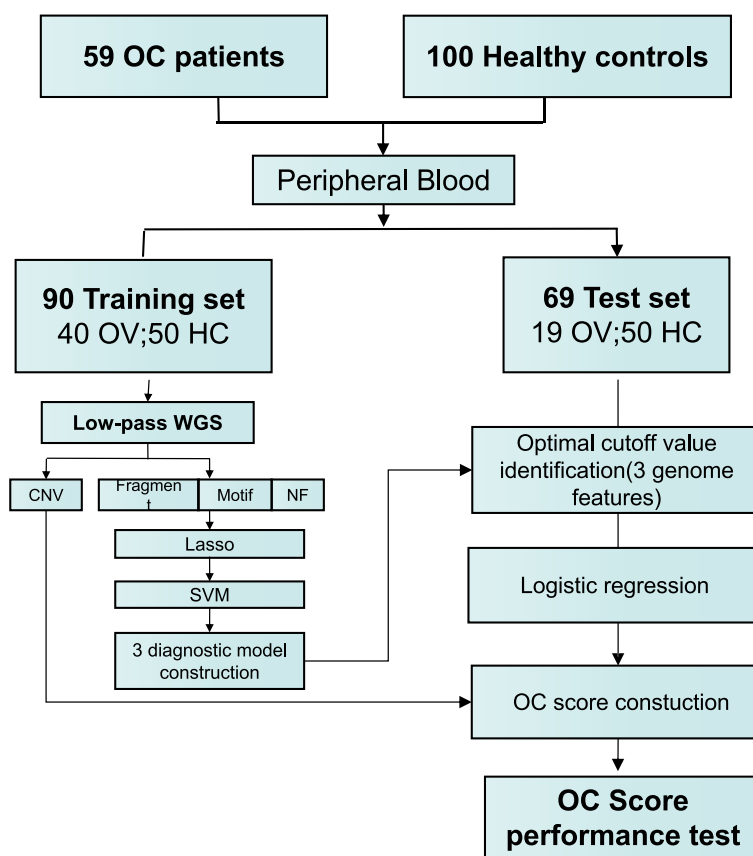 59 OC patients
100 Healthy controls
Peripheral Blood
90 Training set
40 OV;50 HC
69 Test set
19 OV;50 HC
Low-pass WGS
CNV
Fragmen
t
Motif
NF
Lasso
SVM
3 diagnostic model
construction
Optimal cutoff value
identification(3 genome
features)
Logistic regression
OC score constuction
OC Score
performance test